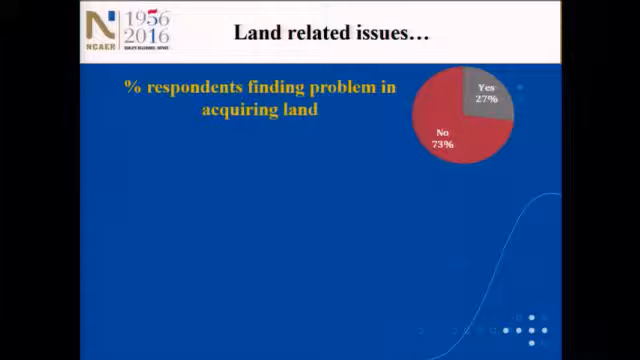 NCAER
1956
2016
Land related issues…
% respondents finding problem in
acquiring land
Yes
27%
No
73%